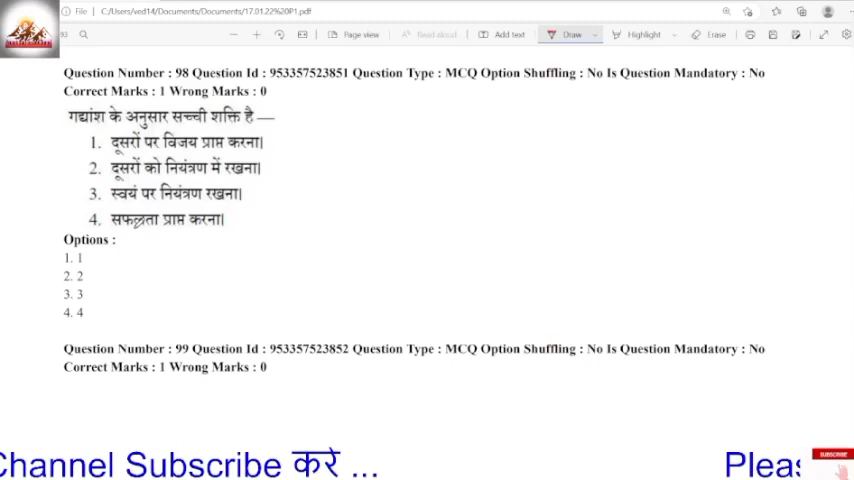 File | C:/Users/ved14/Documents/Documents/17.01.22%20P1.pdf
93 Page view Read aloud Add text Draw Highlight Erase
Question Number : 98 Question Id : 953357523851 Question Type : MCQ Option Shuffling : No Is Question Mandatory : No
Correct Marks : 1 Wrong Marks : 0
गद्यांश के अनुसार सच्ची शक्ति है —
1. दूसरों पर विजय प्राप्त करना।
2. दूसरों को नियंत्रण में रखना।
3. स्वयं पर नियंत्रण रखना।
4. सफलता प्राप्त करना।
Options :
1. 1
2. 2
3. 3
4. 4
Question Number : 99 Question Id : 953357523852 Question Type : MCQ Option Shuffling : No Is Question Mandatory : No
Correct Marks : 1 Wrong Marks : 0
Channel Subscribe करे ... Pleas
SUBSCRIBE